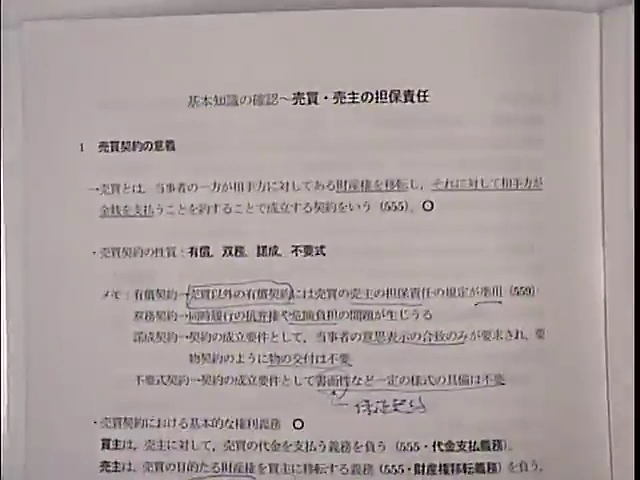 基本知識の確認～売買・売主の担保責任
1 売買契約の意義
→売買とは、当事者の一方が相手方に対してある財産権を移転し、それに対して相手方が
金銭を支払うことを約することで成立する契約をいう（555）。○
・売買契約の性質：有償、双務、諾成、不要式
メモ：有償契約→売買以外の有償契約には売買の売主の担保責任の規定が準用（559）
双務契約→同時履行の抗弁権や危険負担の問題が生じうる
諾成契約→契約の成立要件として、当事者の意思表示の合致のみが要求され、要
物契約のように物の交付は不要
不要式契約→契約の成立要件として書面性など一定の様式の具備は不要
保証契約
・売買契約における基本的な権利義務 ○
買主は、売主に対して、売買の代金を支払う義務を負う（555・代金支払義務）。
売主は、売買の目的たる財産権を買主に移転する義務（555・財産権移転義務）を負う。